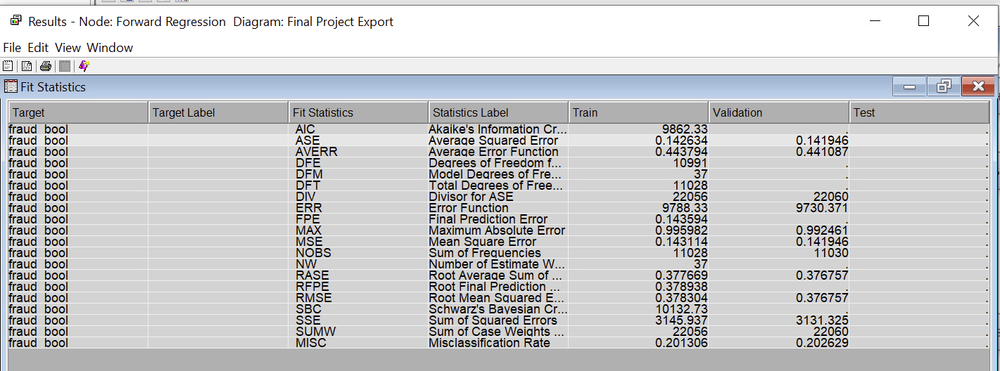 Results - Node: Forward Regression Diagram: Final Project Export
File Edit View Window
Fit Statistics
Target Target Label Fit Statistics Statistics Label Train Validation Test
fraud_bool AIC Akaike's Information Cr... 9862.33 . .
fraud_bool ASE Average Squared Error 0.142634 0.141946 .
fraud_bool AVERR Average Error Function 0.443794 0.441087 .
fraud_bool DFE Degrees of Freedom f... 10991 . .
fraud_bool DFM Model Degrees of Fre... 37 . .
fraud_bool DFT Total Degrees of Free... 11028 . .
fraud_bool DIV Divisor for ASE 22056 22060 .
fraud_bool ERR Error Function 9788.33 9730.371 .
fraud_bool FPE Final Prediction Error 0.143594 . .
fraud_bool MAX Maximum Absolute Error 0.995982 0.992461 .
fraud_bool MSE Mean Square Error 0.143114 0.141946 .
fraud_bool NOBS Sum of Frequencies 11028 11030 .
fraud_bool NW Number of Estimate W... 37 . .
fraud_bool RASE Root Average Sum of ... 0.377669 0.376757 .
fraud_bool RFPE Root Final Prediction ... 0.378938 . .
fraud_bool RMSE Root Mean Squared E... 0.378304 0.376757 .
fraud_bool SBC Schwarz's Bayesian Cr... 10132.73 . .
fraud_bool SSE Sum of Squared Errors 3145.937 3131.325 .
fraud_bool SUMW Sum of Case Weights ... 22056 22060 .
fraud_bool MISC Misclassification Rate 0.201306 0.202629 .